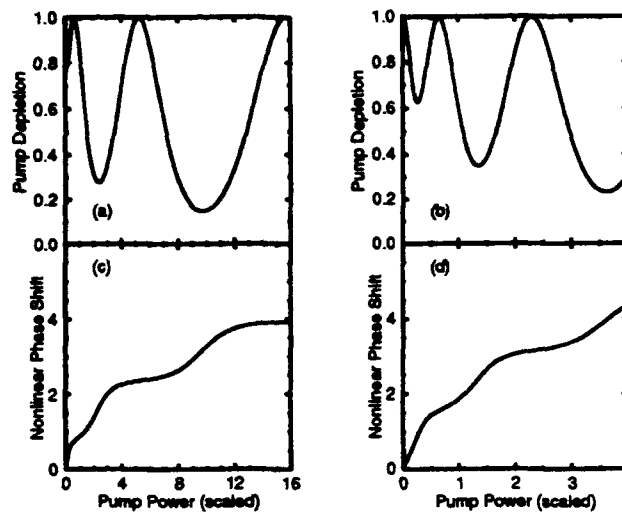 1.0
0.8
0.6
0.4
0.2
0.0
Pump Depletion
(a)
1.0
0.8
0.6
0.4
0.2
0.0
Pump Depletion
(b)
4
2
0
Nonlinear Phase Shift
(c)
0 4 8 12 16
Pump Power (scaled)
4
2
0
Nonlinear Phase Shift
(d)
0 1 2 3
Pump Power (scaled)